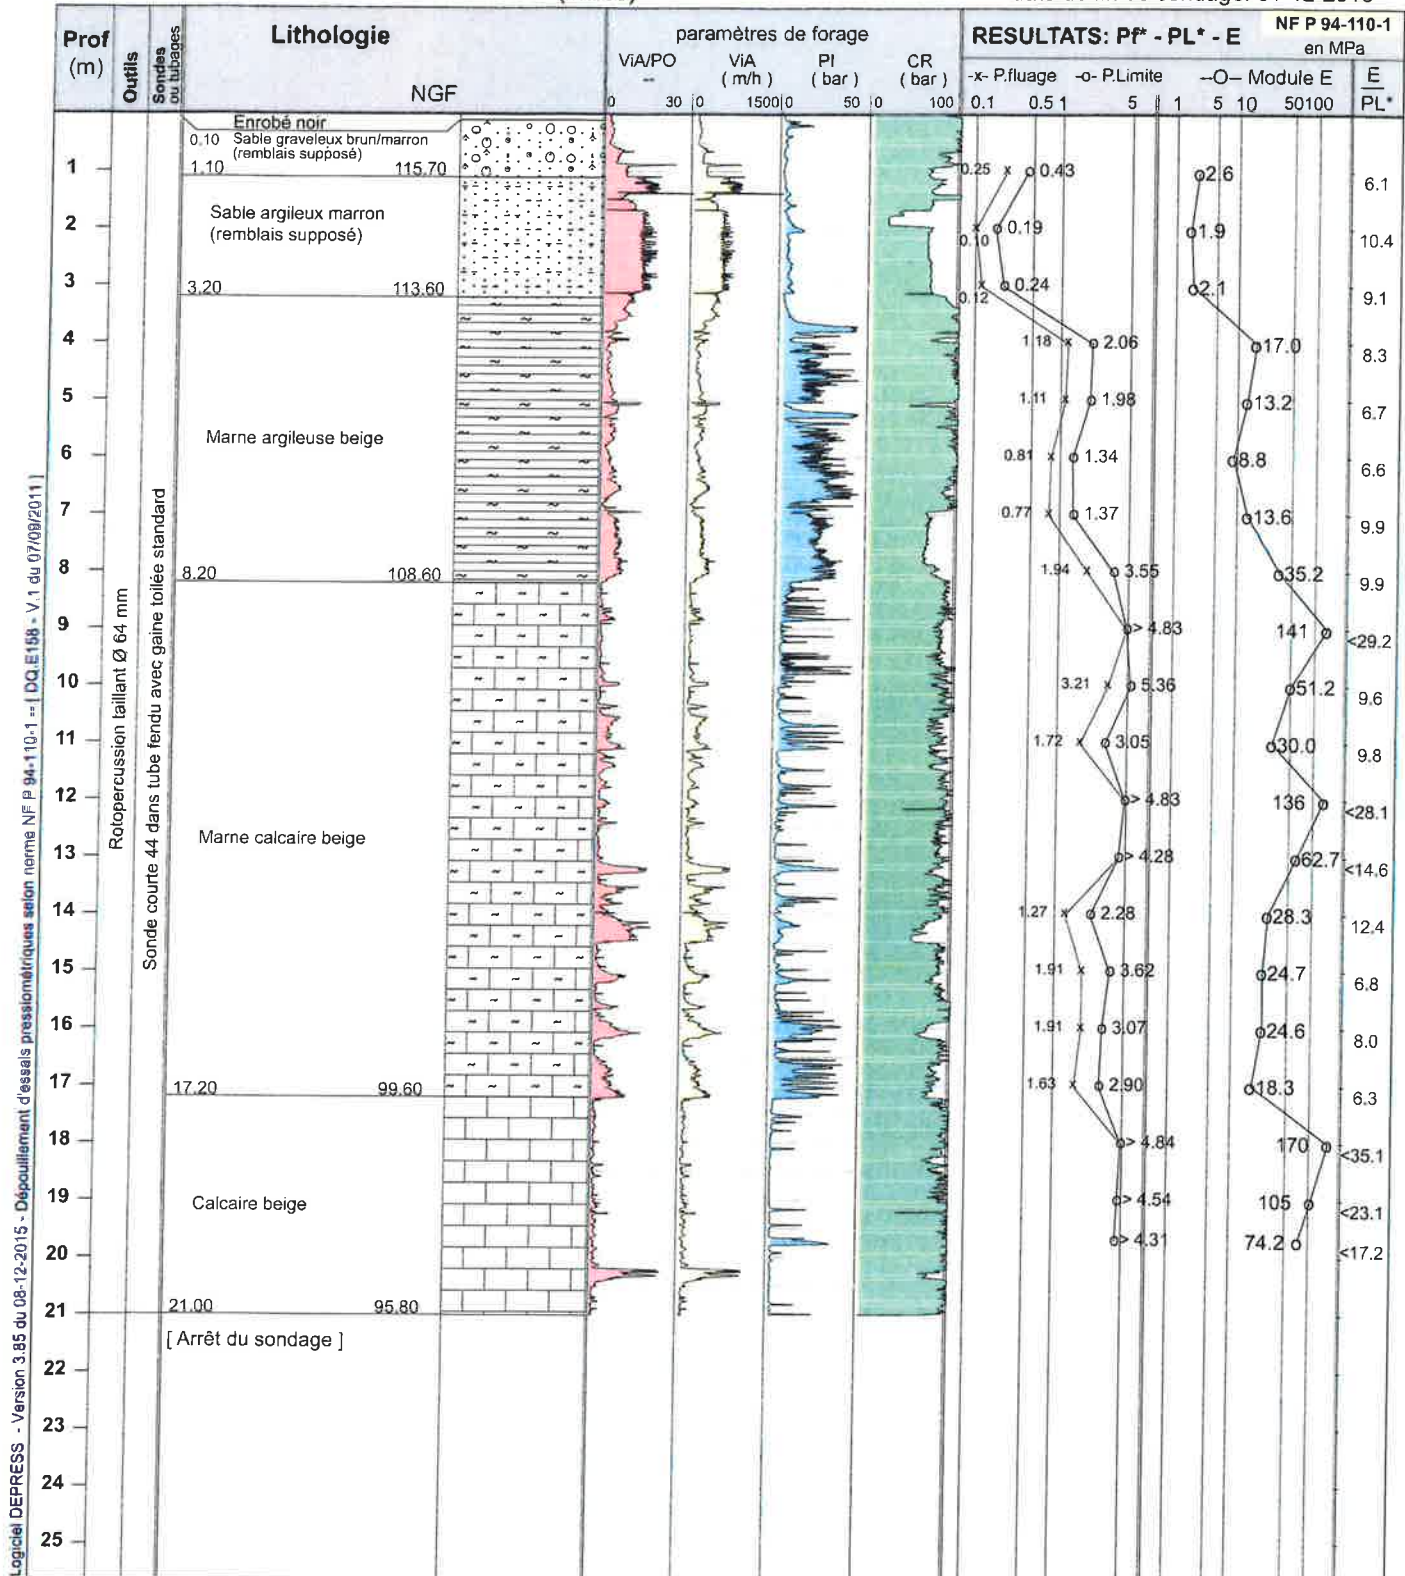 Prof
(m)
Outils
Sondes
ou tubages
Lithologie
NGF
paramètres de forage
ViA/PO
--
ViA
( m/h )
PI
( bar )
CR
( bar )
0 30
0 1500
0 50
0 100
RESULTATS: Pf* - PL* - E
NF P 94-110-1
en MPa
-x- P.fluage -o- P.Limite --O-- Module E
E
PL*
0.1 0.5 1 5 1 5 10 50 100
Enrobé noir
0.10 Sable graveleux brun/marron
(remblais supposé)
1.10 115.70
Sable argileux marron
(remblais supposé)
3.20 113.60
Marne argileuse beige
8.20 108.60
Marne calcaire beige
17.20 99.60
Calcaire beige
21.00 95.80
[ Arrêt du sondage ]
1
2
3
4
5
6
7
8
9
10
11
12
13
14
15
16
17
18
19
20
21
22
23
24
25
Rotopercussion taillant Ø 64 mm
Sonde courte 44 dans tube fendu avec gaine toilée standard
0.25 0.43 2.6 6.1
0.10 0.19 1.9 10.4
0.12 0.24 2.1 9.1
1.18 2.06 17.0 8.3
1.11 1.98 13.2 6.7
0.81 1.34 8.8 6.6
0.77 1.37 13.6 9.9
1.94 3.55 35.2 9.9
> 4.83 141 <29.2
3.21 5.36 51.2 9.6
1.72 3.05 30.0 9.8
> 4.83 136 <28.1
> 4.28 62.7 <14.6
1.27 2.28 28.3 12.4
1.91 3.62 24.7 6.8
1.91 3.07 24.6 8.0
1.63 2.90 18.3 6.3
> 4.84 170 <35.1
> 4.54 105 <23.1
> 4.31 74.2 <17.2
Logiciel DEPRESS - Version 3.85 du 08-12-2015 - Dépouillement d'essais pressiométriques selon norme NF P 94-110-1 -- [ DQ.E158 - V.1 du 07/09/2011 ]